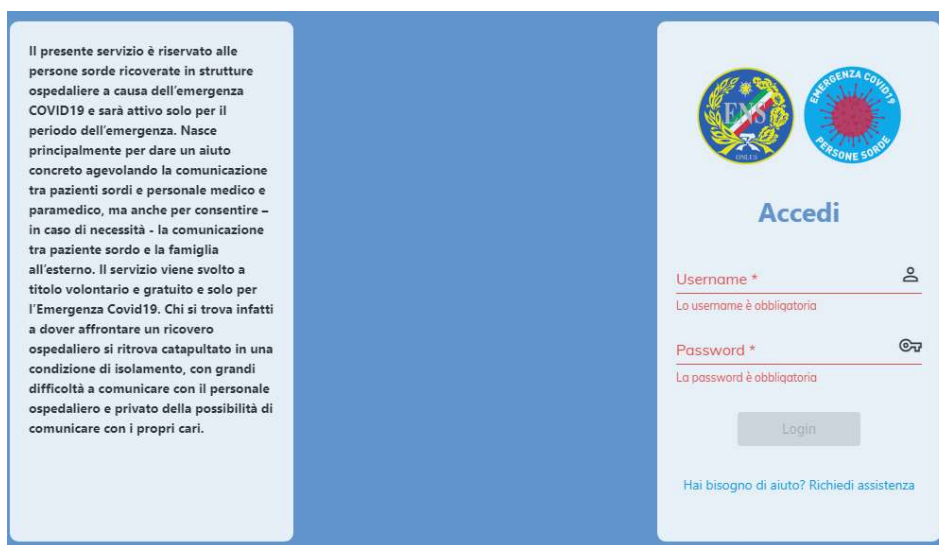 Il presente servizio è riservato alle
persone sorde ricoverate in strutture
ospedaliere a causa dell'emergenza
COVID19 e sarà attivo solo per il
periodo dell'emergenza. Nasce
principalmente per dare un aiuto
concreto agevolando la comunicazione
tra pazienti sordi e personale medico e
paramedico, ma anche per consentire –
in caso di necessità - la comunicazione
tra paziente sordo e la famiglia
all'esterno. Il servizio viene svolto a
titolo volontario e gratuito e solo per
l'Emergenza Covid19. Chi si trova infatti
a dover affrontare un ricovero
ospedaliero si ritrova catapultato in una
condizione di isolamento, con grandi
difficoltà a comunicare con il personale
ospedaliero e privato della possibilità di
comunicare con i propri cari.
ENS
ONLUS
EMERGENZA COVID19
PERSONE SORDE
Accedi
Username *
Lo username è obbligatoria
Password *
La password è obbligatoria
Login
Hai bisogno di aiuto? Richiedi assistenza